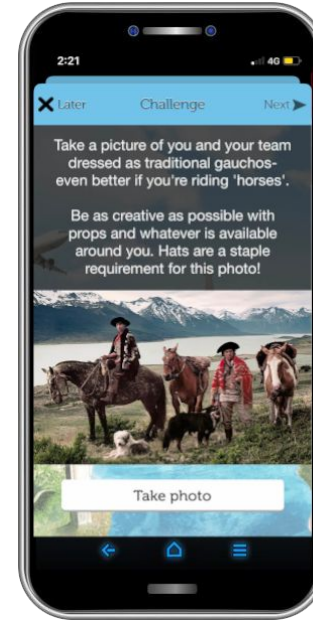 2:21
4G
Later Challenge Next
Take a picture of you and your team
dressed as traditional gauchos-
even better if you're riding 'horses'.
Be as creative as possible with
props and whatever is available
around you. Hats are a staple
requirement for this photo!
Take photo